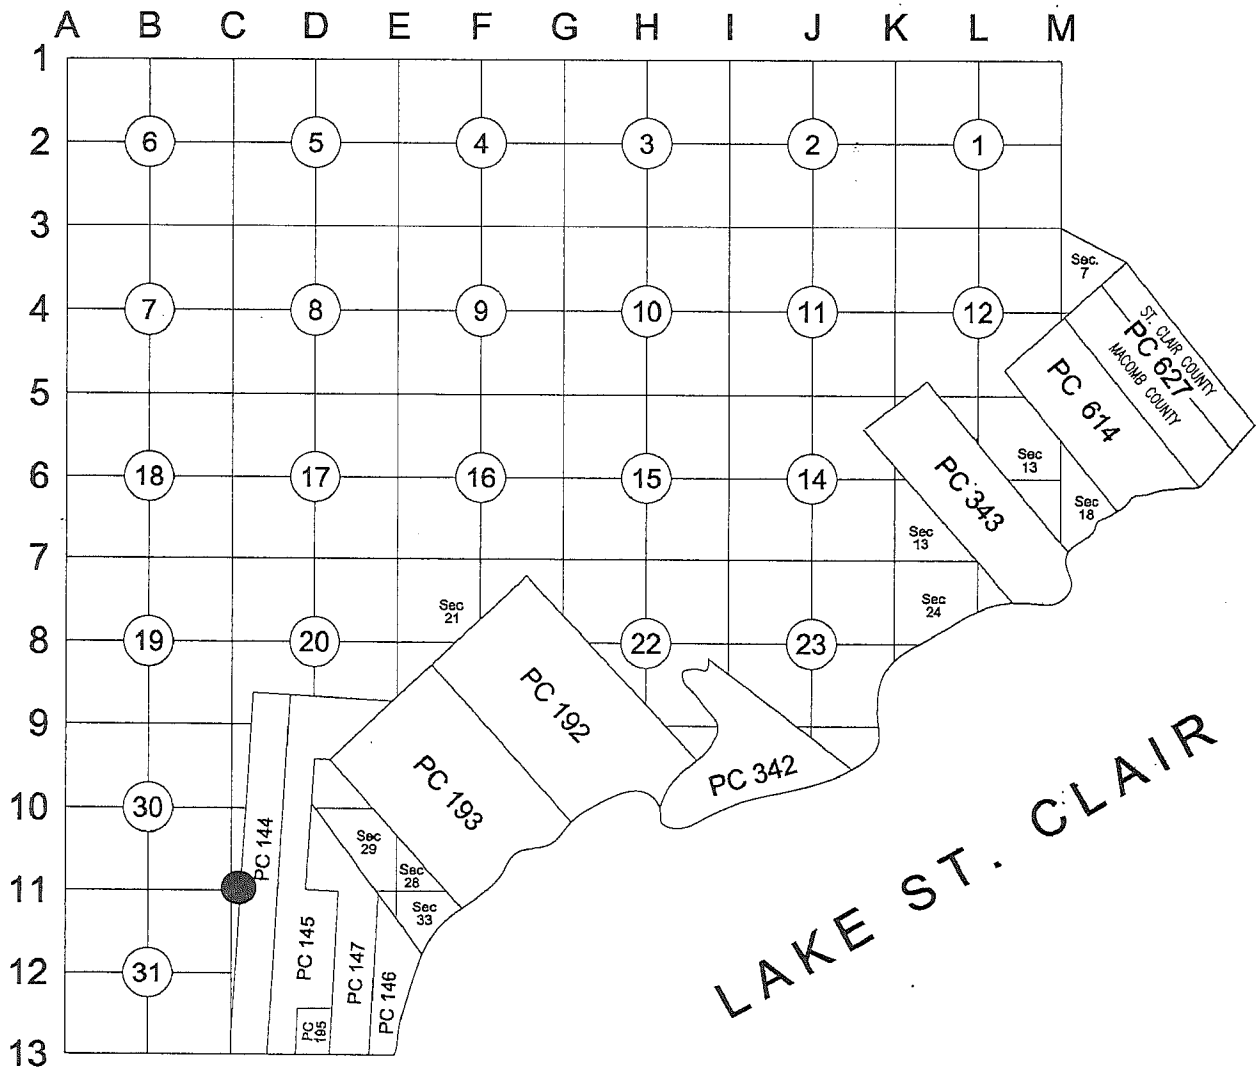 A B C D E F G H I J K L M
1
2 6 5 4 3 2 1
3
Sec.
7
4 7 8 9 10 11 12
ST. CLAIR COUNTY
PC 627
MACOMB COUNTY
PC 614
5
6 18 17 16 15 14
Sec
13
PC 343
Sec
18
Sec
13
7
Sec
21
Sec
24
8 19 20 22 23
PC 192
9
PC 193
PC 342
10 30
PC 144
Sec
29
Sec
28
11
Sec
33
PC 145
PC 147
PC 146
12 31
PC
195
13
LAKE ST. CLAIR